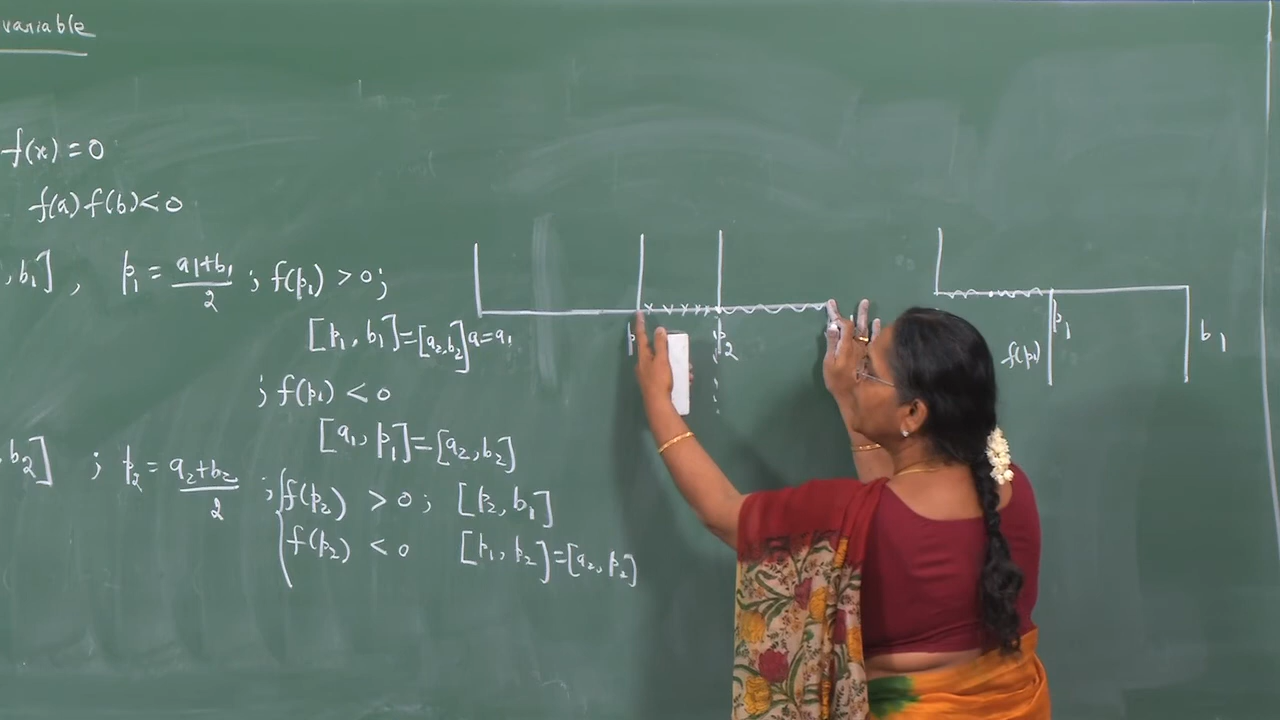 variable
f(x) = 0
f(a) f(b) < 0
, b₁] , p₁ = (a₁+b₁)/2 ; f(p₁) > 0;
[p₁, b₁] = [a₂, b₂] a = a₁
; f(p₁) < 0
[a₁, p₁] = [a₂, b₂]
, b₂] ; p₂ = (a₂+b₂)/2 ; f(p₂) > 0 ; [p₂, b₁]
f(p₂) < 0 [p₁, p₂] = [a₂, p₂]
p₂
f(p₁) p₁ b₁